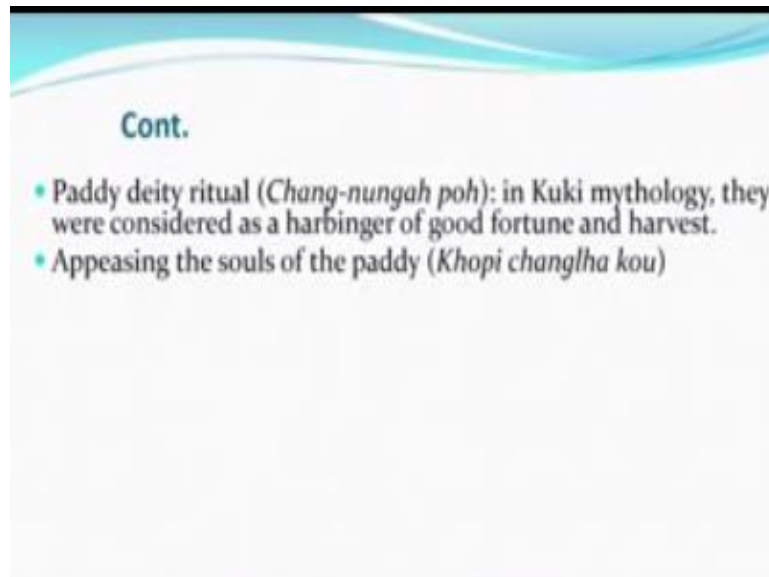 Cont.
• Paddy deity ritual (Chang-nungah poh): in Kuki mythology, they
were considered as a harbinger of good fortune and harvest.
• Appeasing the souls of the paddy (Khopi changlha kou)